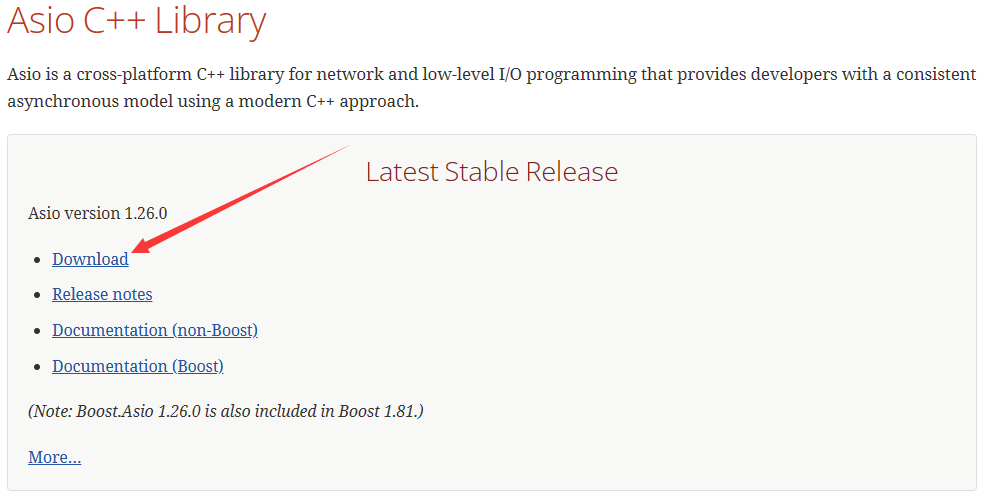 Asio C++ Library
Asio is a cross-platform C++ library for network and low-level I/O programming that provides developers with a consistent
asynchronous model using a modern C++ approach.
Latest Stable Release
Asio version 1.26.0
Download
Release notes
Documentation (non-Boost)
Documentation (Boost)
(Note: Boost.Asio 1.26.0 is also included in Boost 1.81.)
More...